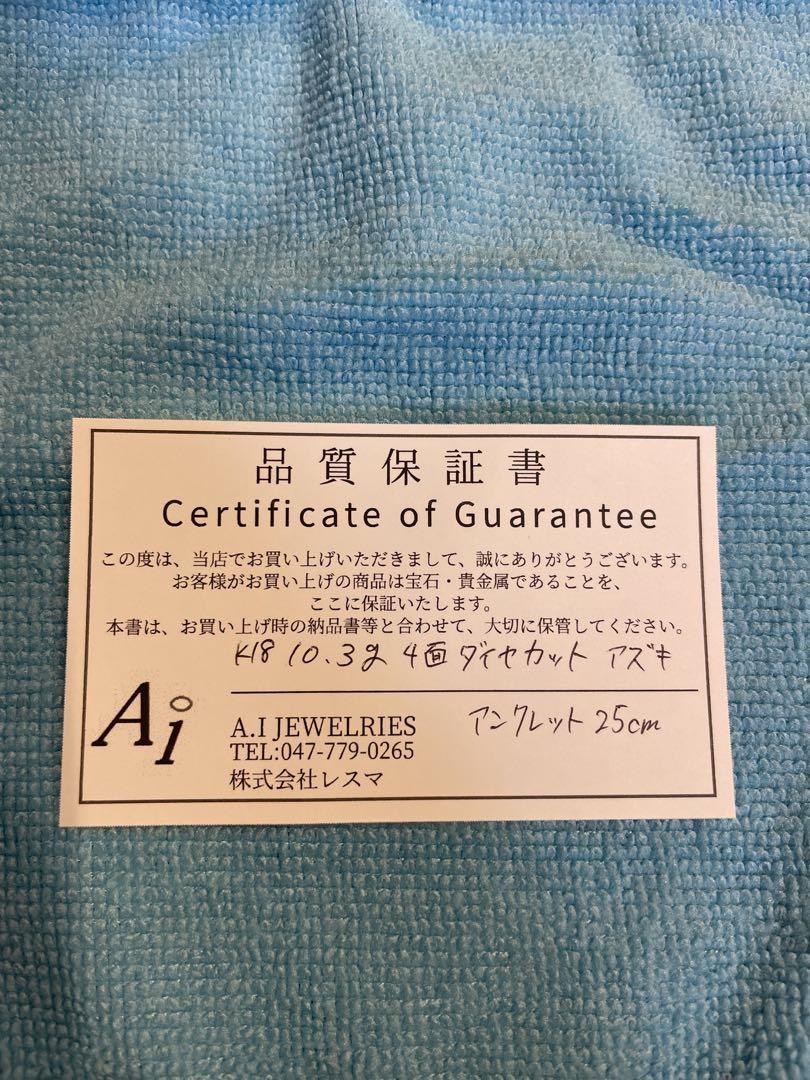 品質保証書
Certificate of Guarantee
この度は、当店でお買い上げいただきまして、誠にありがとうございます。
お客様がお買い上げの商品は宝石・貴金属であることを、
ここに保証いたします。
本書は、お買い上げ時の納品書等と合わせて、大切に保管してください。
K18 10.3g 4面ダイヤカット アズキ
アンクレット 25cm
Ai
A.I JEWELRIES
TEL:047-779-0265
株式会社レスマ